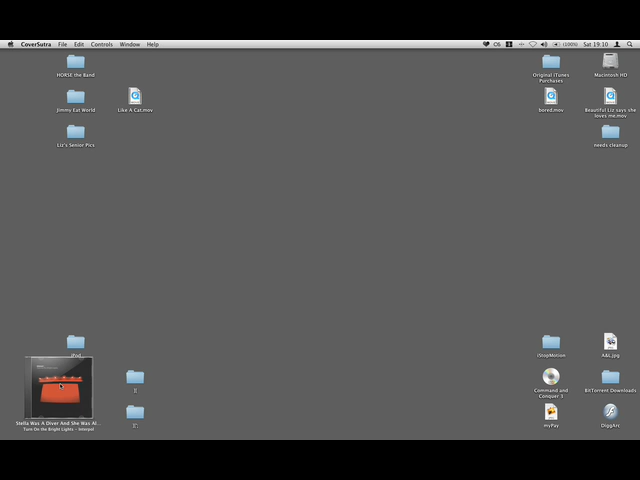 CoverSutra File Edit Controls Window Help
(100%) Sat 19:10
HORSE the Band
Original iTunes
Purchases
Macintosh HD
Jimmy Eat World
Like A Cat.mov
bored.mov
Beautiful Liz says she
loves me.mov
Liz's Senior Pics
needs cleanup
iPod
iStopMotion
A&L.jpg
Command and
Conquer 3
BitTorrent Downloads
myPay
DiggArc
Stella Was A Diver And She Was Al...
Turn On the Bright Lights - Interpol